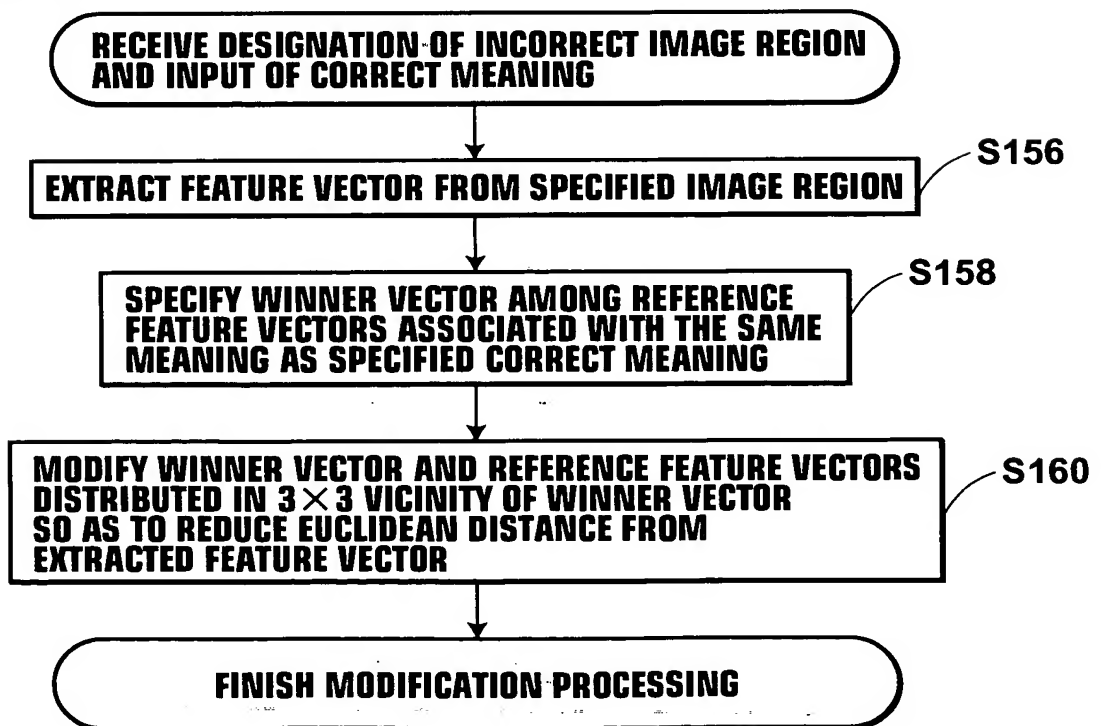 RECEIVE DESIGNATION OF INCORRECT IMAGE REGION
AND INPUT OF CORRECT MEANING
S156
EXTRACT FEATURE VECTOR FROM SPECIFIED IMAGE REGION
S158
SPECIFY WINNER VECTOR AMONG REFERENCE
FEATURE VECTORS ASSOCIATED WITH THE SAME
MEANING AS SPECIFIED CORRECT MEANING
S160
MODIFY WINNER VECTOR AND REFERENCE FEATURE VECTORS
DISTRIBUTED IN 3×3 VICINITY OF WINNER VECTOR
SO AS TO REDUCE EUCLIDEAN DISTANCE FROM
EXTRACTED FEATURE VECTOR
FINISH MODIFICATION PROCESSING